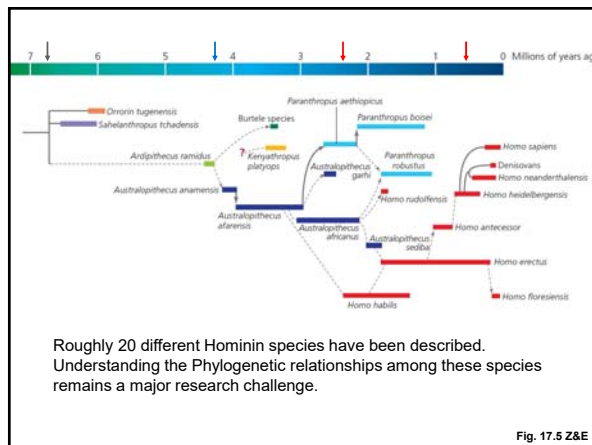 7 6 5 4 3 2 1 0 Millions of years ag
Paranthropus aethiopicus
Orrorin tugenensis
Sahelanthropus tchadensis
Burtele species
Paranthropus boisei
Ardipithecus ramidus
?
Kenyathropus
platyops
Australopithecus
garhi
Paranthropus
robustus
Homo sapiens
Denisovans
Homo neanderthalensis
Australopithecus anamensis
Homo rudolfensis
Homo heidelbergensis
Australopithecus
afarensis
Australopithecus
africanus
Homo antecessor
Australopithecus
sediba
Homo erectus
Homo habilis
Homo floresiensis
Roughly 20 different Hominin species have been described.
Understanding the Phylogenetic relationships among these species
remains a major research challenge.
Fig. 17.5 Z&E